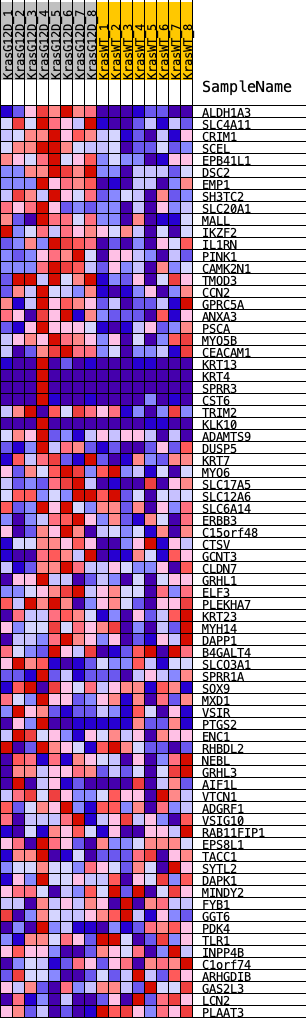 KrasG12D_1
KrasG12D_2
KrasG12D_3
KrasG12D_4
KrasG12D_5
KrasG12D_6
KrasG12D_7
KrasG12D_8
KrasWT_1
KrasWT_2
KrasWT_3
KrasWT_4
KrasWT_5
KrasWT_6
KrasWT_7
KrasWT_8
SampleName
ALDH1A3
SLC4A11
CRIM1
SCEL
EPB41L1
DSC2
EMP1
SH3TC2
SLC20A1
MALL
IKZF2
IL1RN
PINK1
CAMK2N1
TMOD3
CCN2
GPRC5A
ANXA3
PSCA
MYO5B
CEACAM1
KRT13
KRT4
SPRR3
CST6
TRIM2
KLK10
ADAMTS9
DUSP5
KRT7
MYO6
SLC17A5
SLC12A6
SLC6A14
ERBB3
C15orf48
CTSV
GCNT3
CLDN7
GRHL1
ELF3
PLEKHA7
KRT23
MYH14
DAPP1
B4GALT4
SLCO3A1
SPRR1A
SOX9
MXD1
VSIR
PTGS2
ENC1
RHBDL2
NEBL
GRHL3
AIF1L
VTCN1
ADGRF1
VSIG10
RAB11FIP1
EPS8L1
TACC1
SYTL2
DAPK1
MINDY2
FYB1
GGT6
PDK4
TLR1
INPP4B
C1orf74
ARHGDIB
GAS2L3
LCN2
PLAAT3